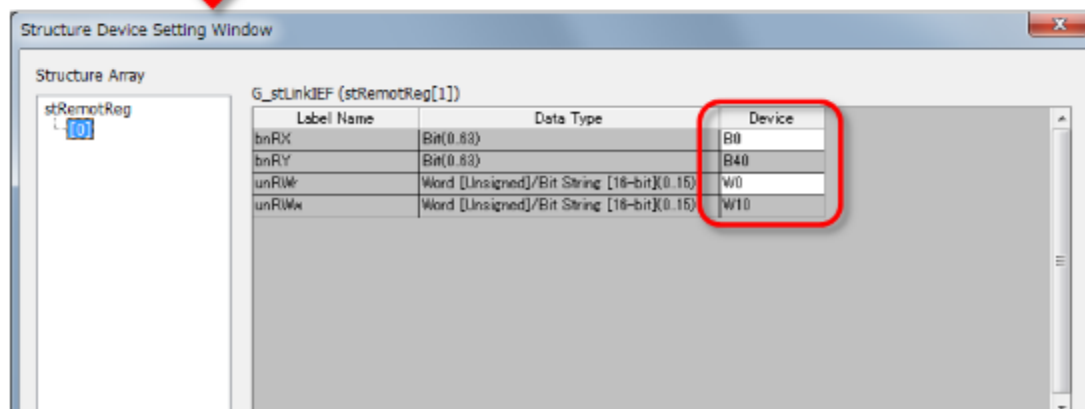 Structure Device Setting Window
Structure Array
G_stLinkIEF (stRemotReg[1])
stRemotReg
[0]
Label Name Data Type Device
bnRX Bit(0..63) B0
bnRY Bit(0..63) B40
unRWr Word [Unsigned]/Bit String [16-bit](0..15) W0
unRWw Word [Unsigned]/Bit String [16-bit](0..15) W10